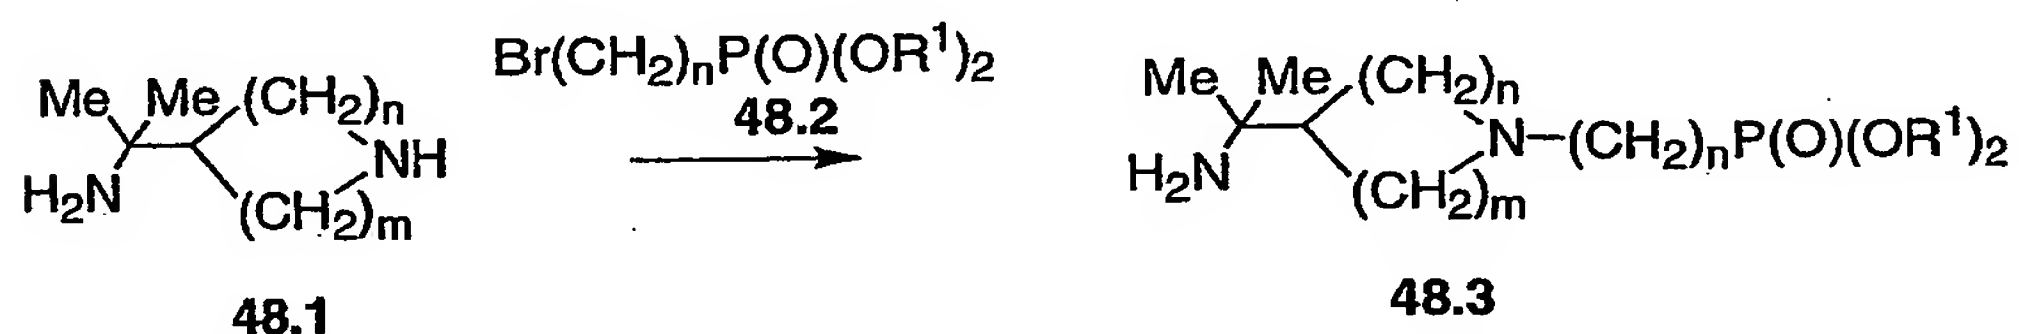 Br(CH₂)ₙP(O)(OR¹)₂
48.2
Me Me (CH₂)ₙ
NH
H₂N (CH₂)ₘ
48.1
Me Me (CH₂)ₙ
N–(CH₂)ₙP(O)(OR¹)₂
H₂N (CH₂)ₘ
48.3